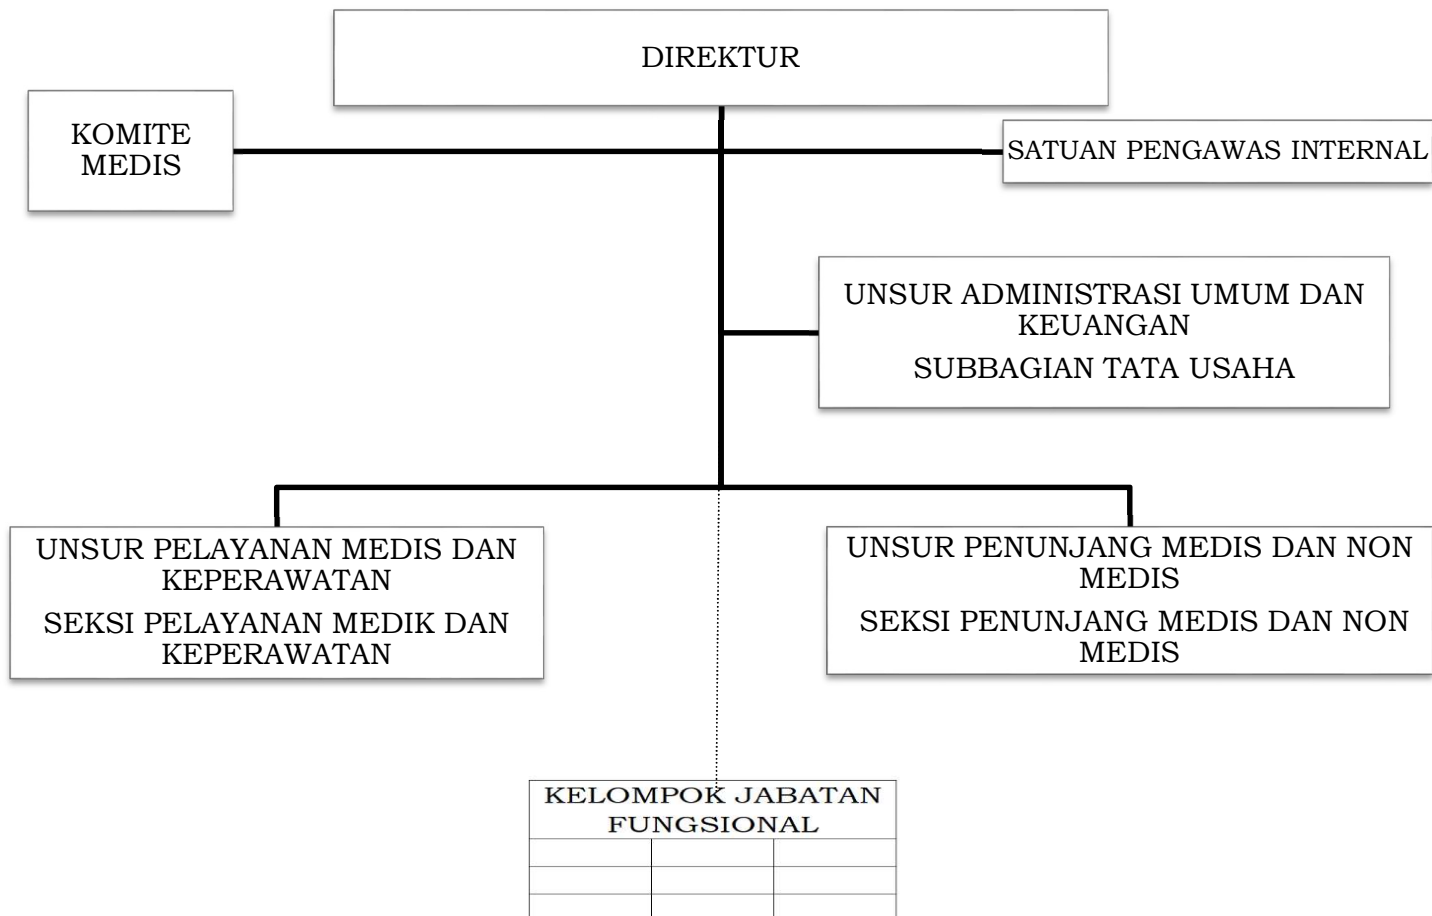 DIREKTUR
KOMITE
MEDIS
SATUAN PENGAWAS INTERNAL
UNSUR ADMINISTRASI UMUM DAN
KEUANGAN
SUBBAGIAN TATA USAHA
UNSUR PELAYANAN MEDIS DAN
KEPERAWATAN
SEKSI PELAYANAN MEDIK DAN
KEPERAWATAN
UNSUR PENUNJANG MEDIS DAN NON
MEDIS
SEKSI PENUNJANG MEDIS DAN NON
MEDIS
KELOMPOK JABATAN
FUNGSIONAL